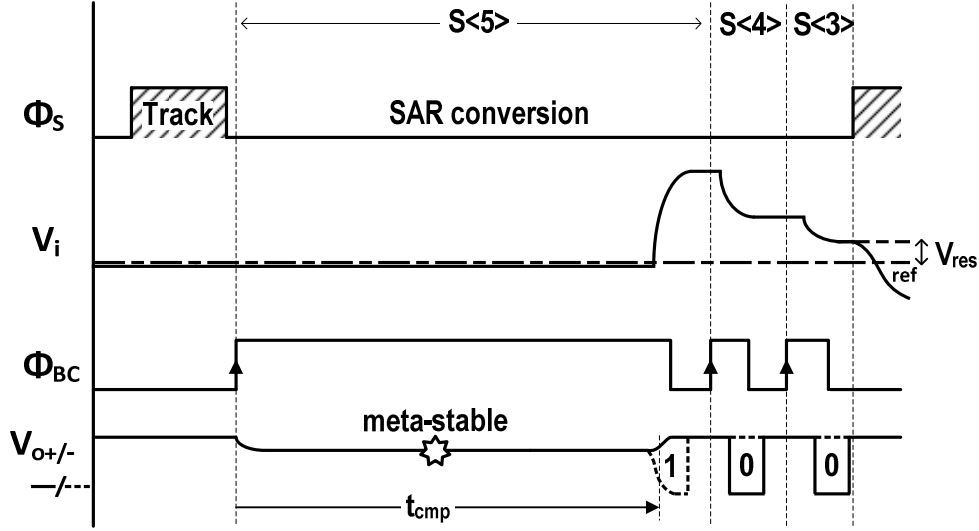 S<5> S<4> S<3>
ΦS Track SAR conversion
Vi
ref Vres
ΦBC
meta-stable
Vo+/-
—/---- 1 0 0
tcmp